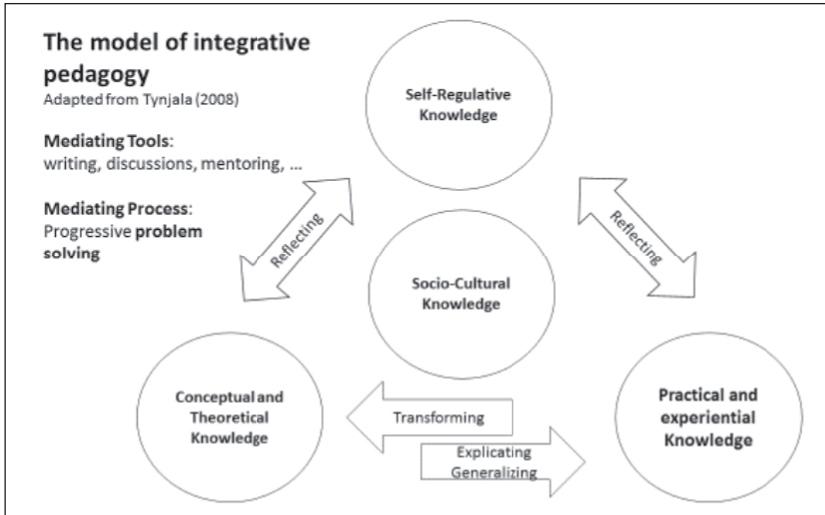 The model of integrative
pedagogy
Adapted from Tynjala (2008)
Mediating Tools:
writing, discussions, mentoring, ...
Mediating Process:
Progressive problem
solving
Self-Regulative
Knowledge
Reflecting
Reflecting
Socio-Cultural
Knowledge
Conceptual and
Theoretical
Knowledge
Transforming
Explicating
Generalizing
Practical and
experiential
Knowledge